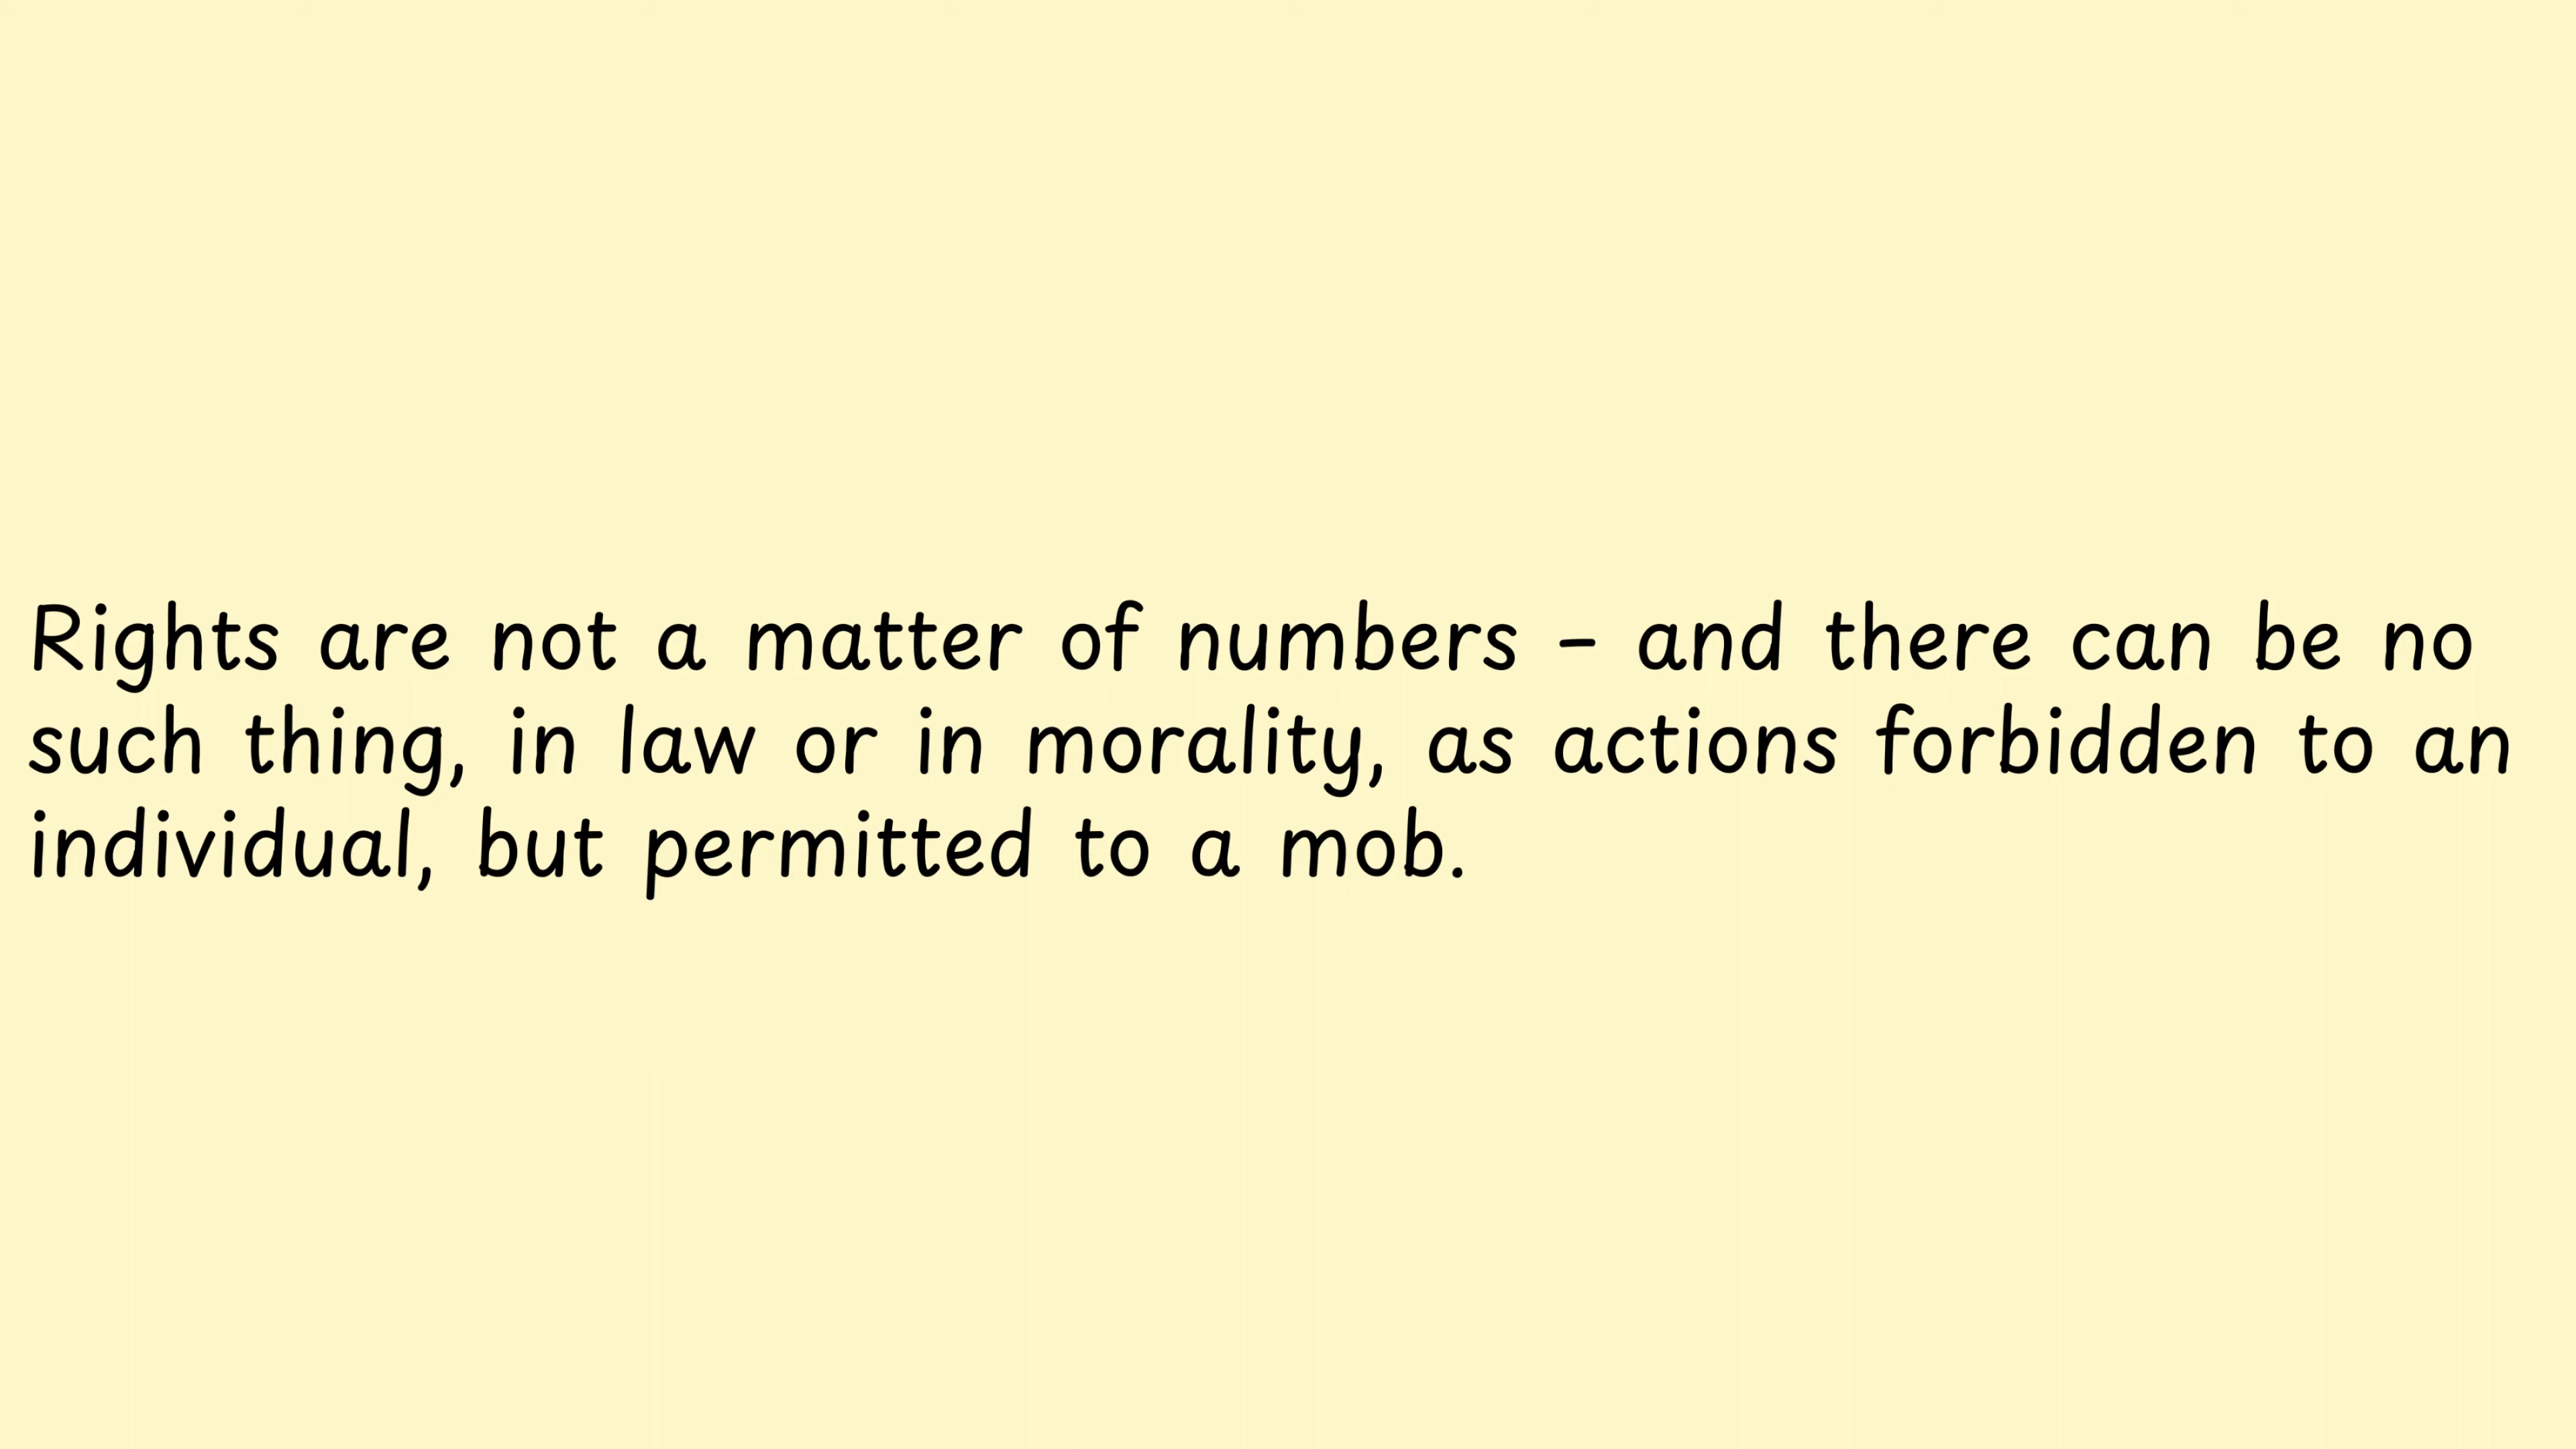 Rights are not a matter of numbers – and there can be no
such thing, in law or in morality, as actions forbidden to an
individual, but permitted to a mob.